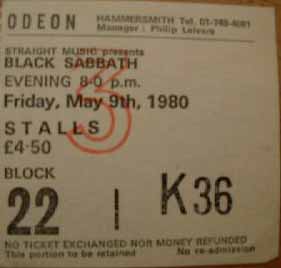 ODEON HAMMERSMITH Tel. 01-748-4081
Manager : Philip Leivers
STRAIGHT MUSIC presents
BLACK SABBATH
EVENING 8-0 p.m.
Friday, May 9th, 1980
3
STALLS
£4·50
BLOCK
22 | K36
NO TICKET EXCHANGED NOR MONEY REFUNDED
This portion to be retained No re-admission